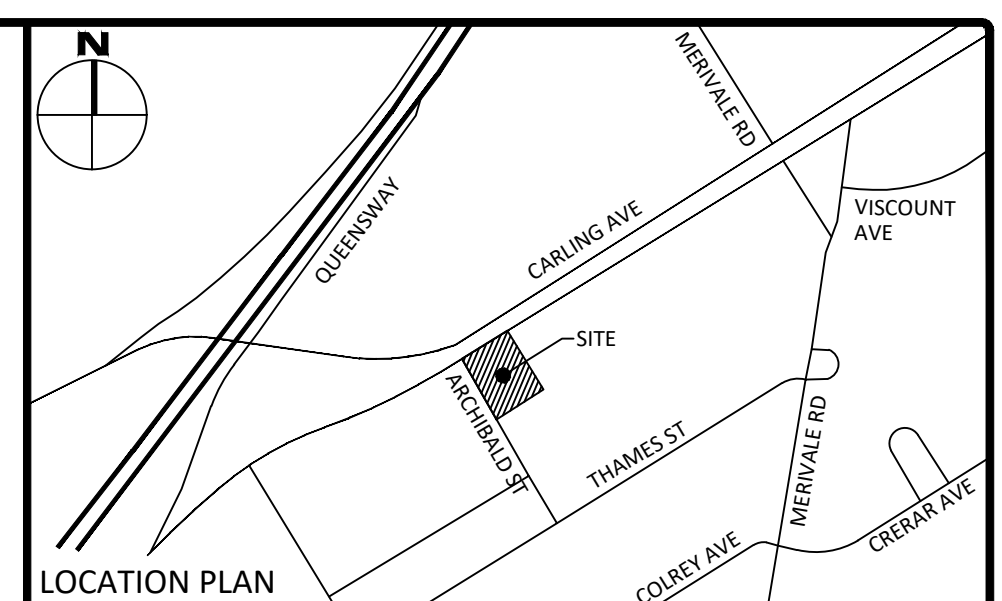 N
MERIVALE RD
QUEENSWAY
CARLING AVE
VISCOUNT
AVE
SITE
ARCHIBALD ST
THAMES ST
MERIVALE RD
CRERAR AVE
COLREY AVE
LOCATION PLAN